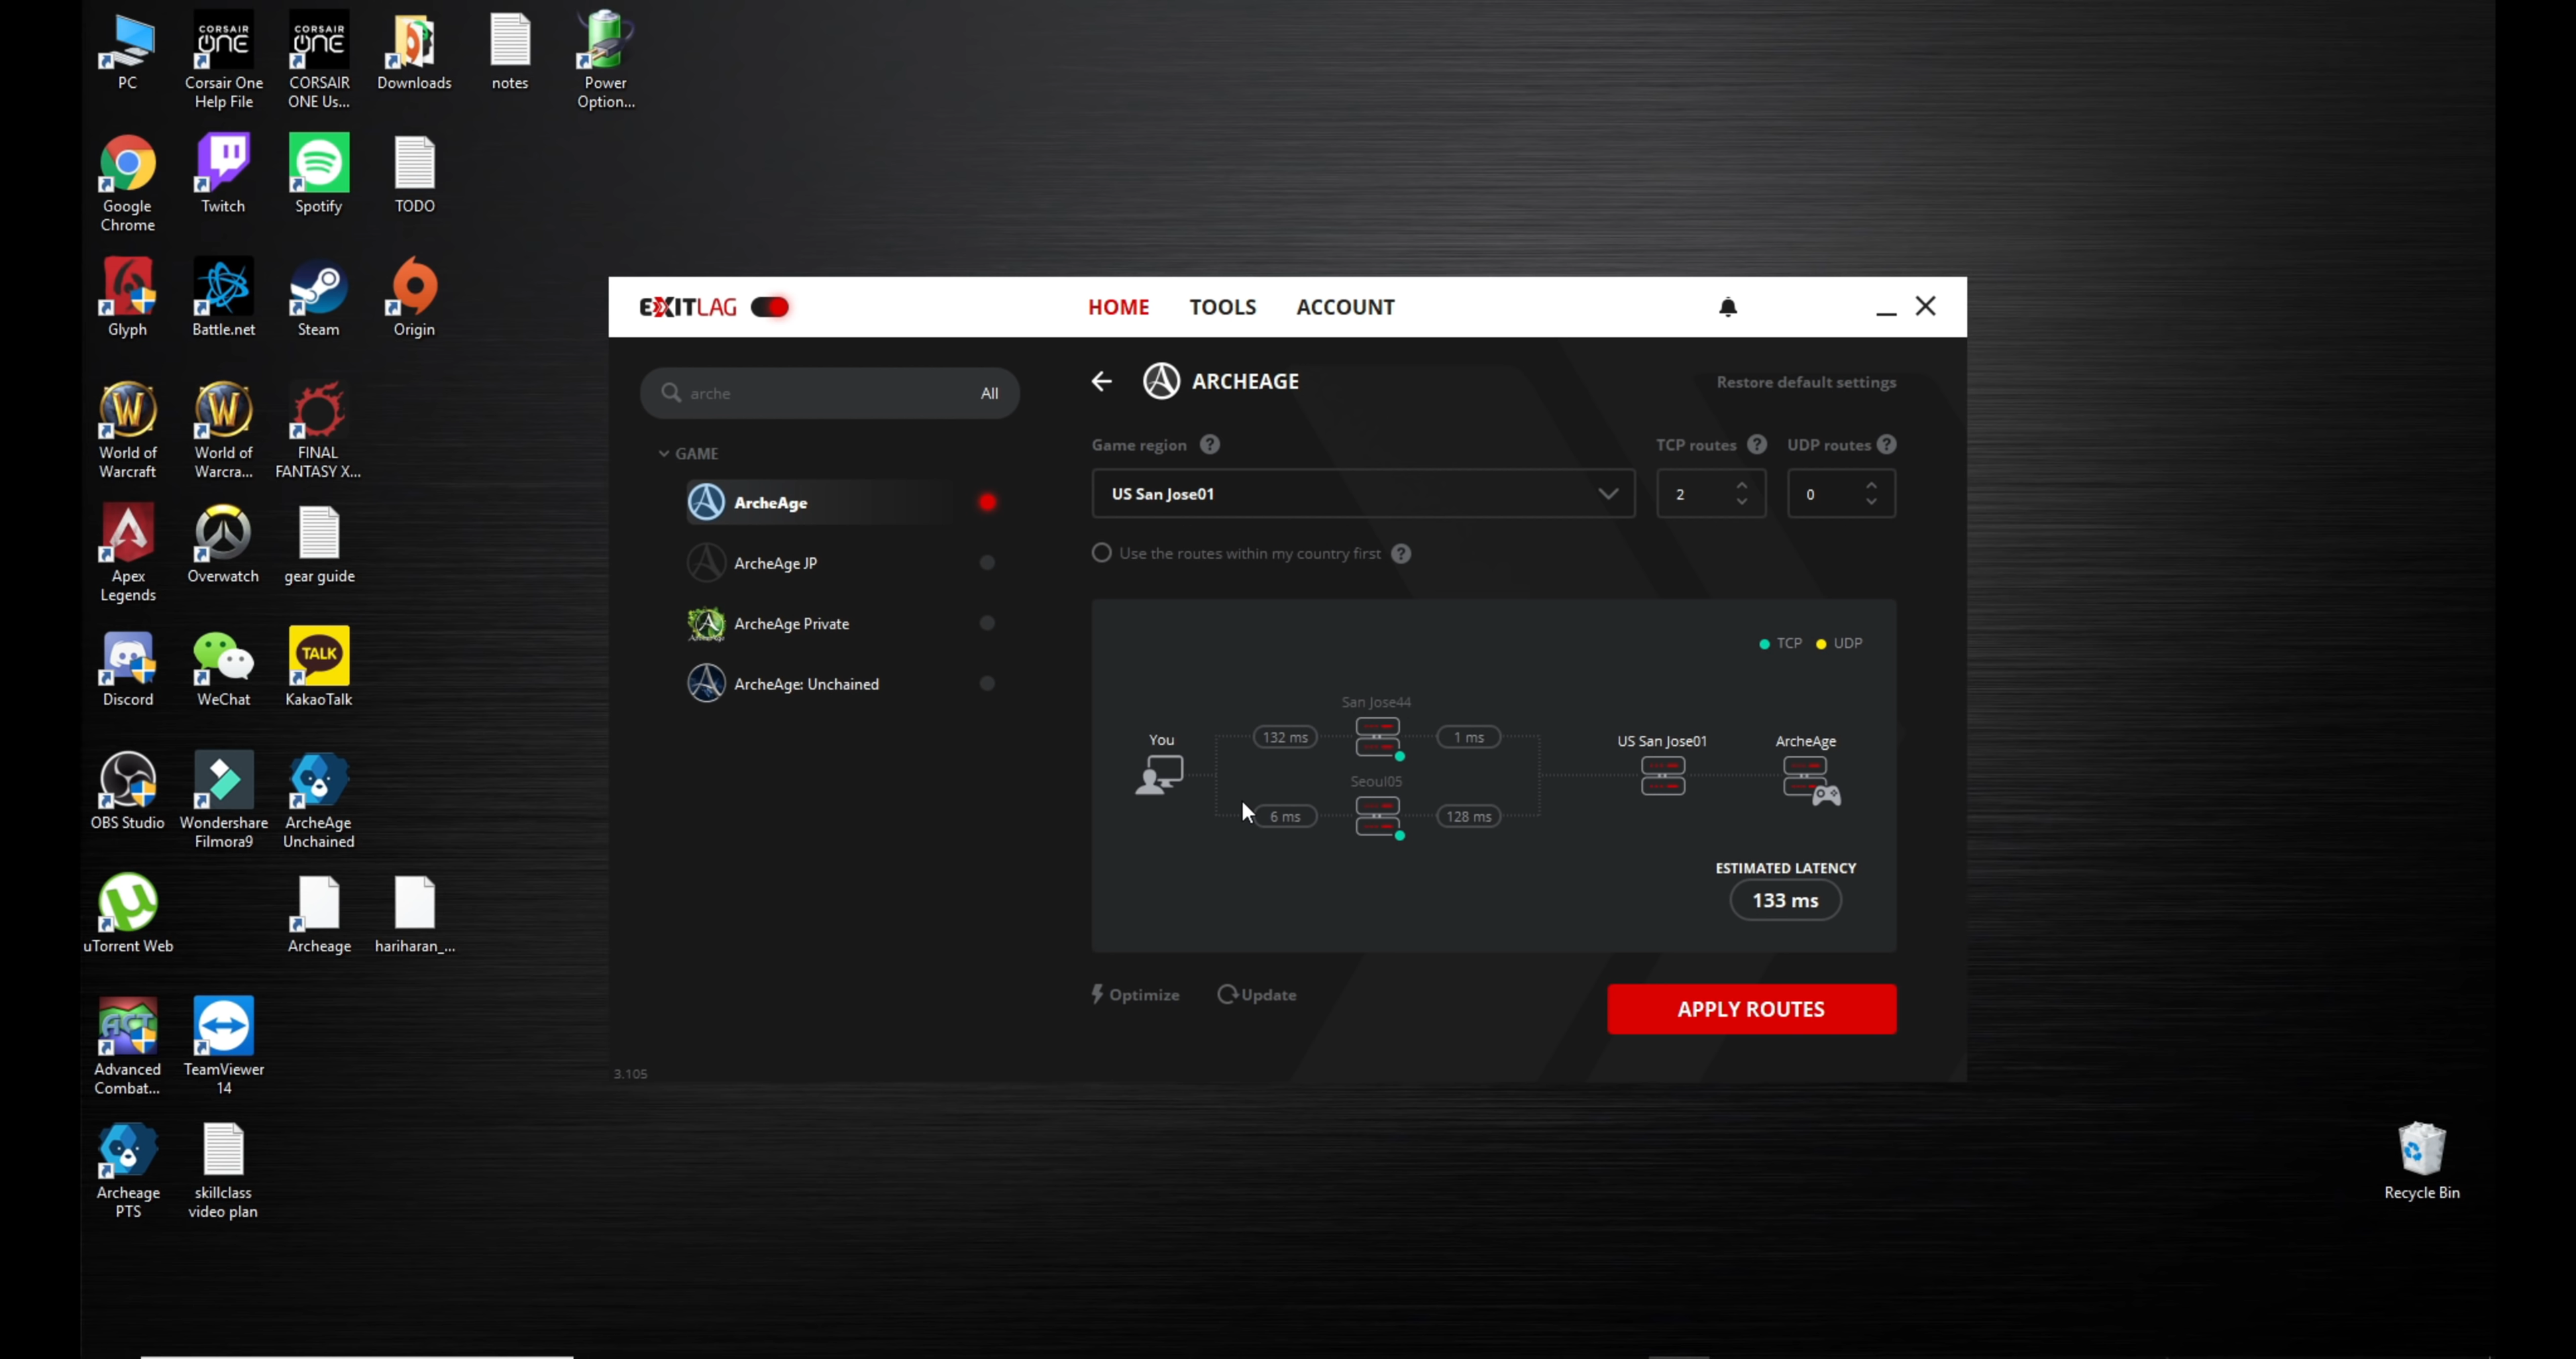 PC
Corsair One
Help File
CORSAIR
ONE Us...
Downloads
notes
Power
Option...
CORSAIR
ONE
CORSAIR
ONE
Google
Chrome
Twitch
Spotify
TODO
Glyph
Battle.net
Steam
Origin
World of
Warcraft
World of
Warcra...
FINAL
FANTASY X...
Apex
Legends
Overwatch
gear guide
Discord
WeChat
TALK
KakaoTalk
OBS Studio
Wondershare
Filmora9
ArcheAge
Unchained
uTorrent Web
Archeage
hariharan_...
ACT
Advanced
Combat...
TeamViewer
14
Archeage
PTS
skillclass
video plan
Recycle Bin
EXITLAG
HOME
TOOLS
ACCOUNT
arche
All
GAME
ArcheAge
ArcheAge JP
ArcheAge Private
ArcheAge: Unchained
3.105
ARCHEAGE
Restore default settings
Game region ?
TCP routes ?
UDP routes ?
US San Jose01
2
0
Use the routes within my country first ?
TCP
UDP
You
132 ms
San Jose44
1 ms
6 ms
Seoul05
128 ms
US San Jose01
ArcheAge
ESTIMATED LATENCY
133 ms
Optimize
Update
APPLY ROUTES